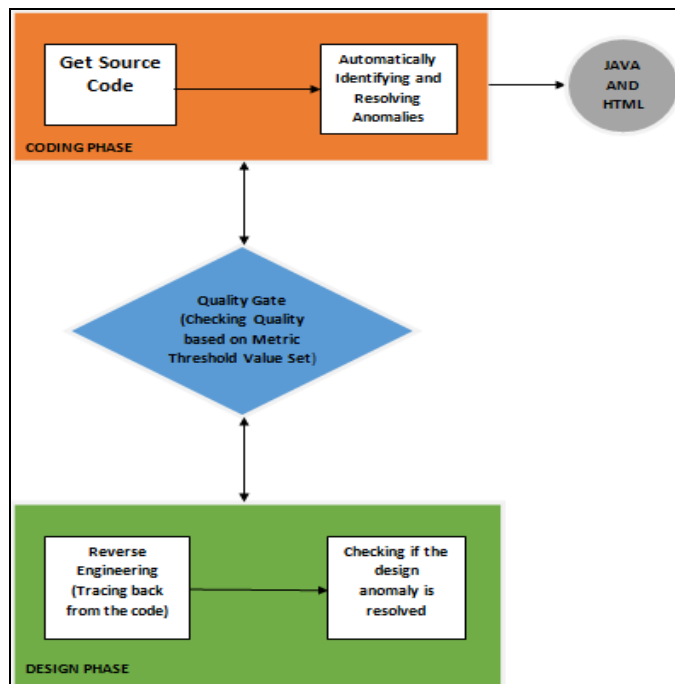 Get Source
Code
Automatically
Identifying and
Resolving
Anomalies
JAVA
AND
HTML
CODING PHASE
Quality Gate
(Checking Quality
based on Metric
Threshold Value Set)
Reverse
Engineering
(Tracing back
from the code)
Checking if the
design
anomaly is
resolved
DESIGN PHASE